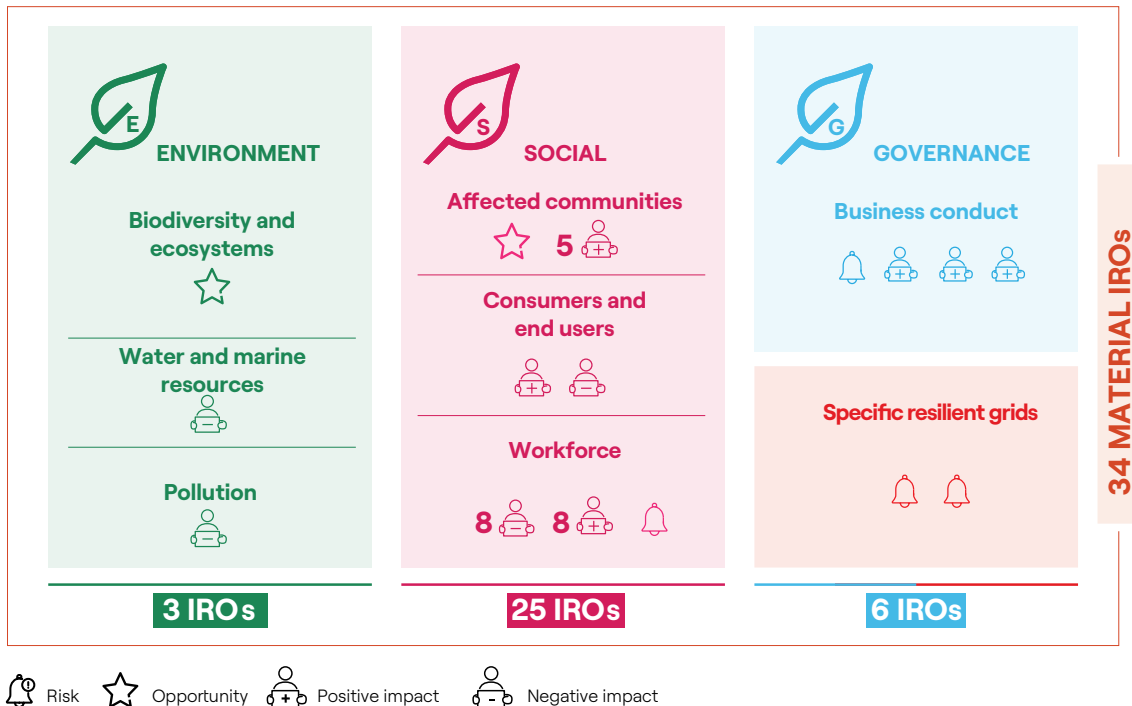 E
ENVIRONMENT
Biodiversity and
ecosystems
Water and marine
resources
Pollution
3 IROs
S
SOCIAL
Affected communities
5
Consumers and
end users
Workforce
8 8
25 IROs
G
GOVERNANCE
Business conduct
Specific resilient grids
6 IROs
34 MATERIAL IROs
Risk Opportunity Positive impact Negative impact